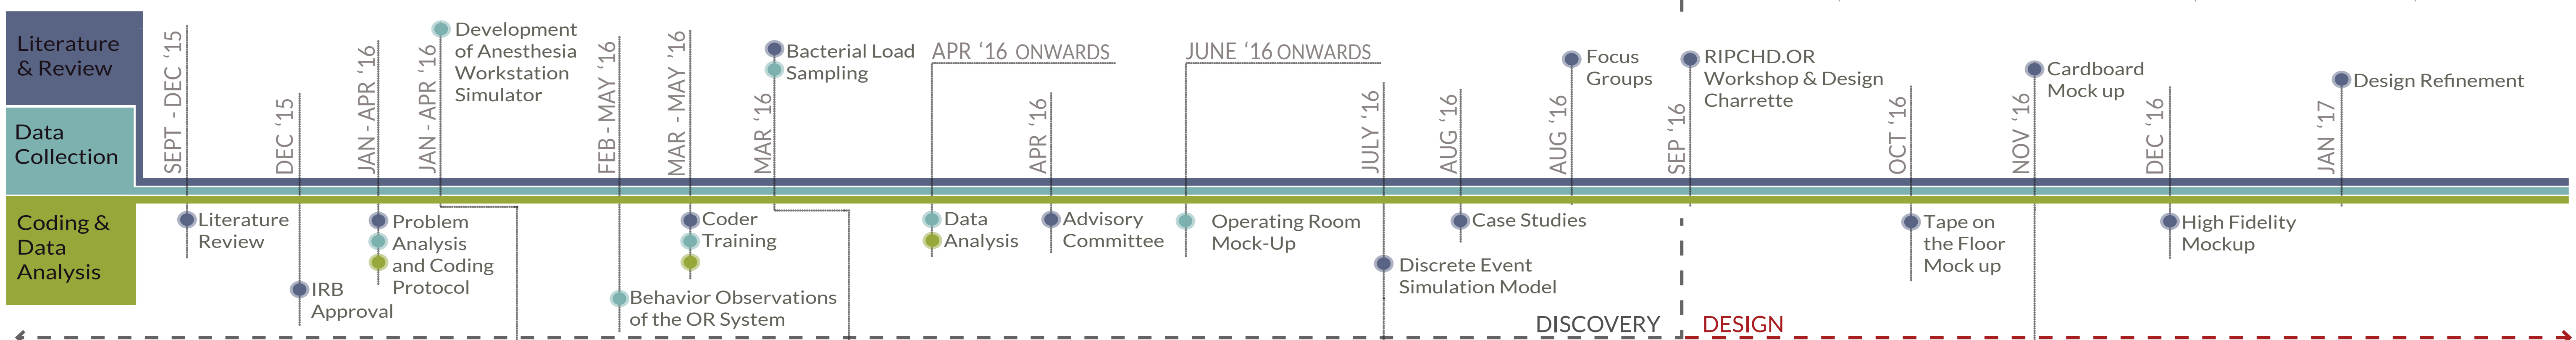 Literature
& Review
Data
Collection
Coding &
Data
Analysis
SEPT - DEC ‘15
Literature
Review
DEC ‘15
IRB
Approval
JAN - APR ‘16
Problem
Analysis
and Coding
Protocol
JAN - APR ‘16
Development
of Anesthesia
Workstation
Simulator
FEB - MAY ‘16
Behavior Observations
of the OR System
MAR - MAY ‘16
Coder
Training
MAR ‘16
Bacterial Load
Sampling
APR ‘16 ONWARDS
Data
Analysis
APR ‘16
Advisory
Committee
JUNE ‘16 ONWARDS
Operating Room
Mock-Up
JULY ‘16
Discrete Event
Simulation Model
AUG ‘16
Case Studies
AUG ‘16
Focus
Groups
SEP ‘16
RIPCHD.OR
Workshop & Design
Charrette
OCT ‘16
Tape on
the Floor
Mock up
NOV ‘16
Cardboard
Mock up
DEC ‘16
High Fidelity
Mockup
JAN ‘17
Design Refinement
DISCOVERY
DESIGN